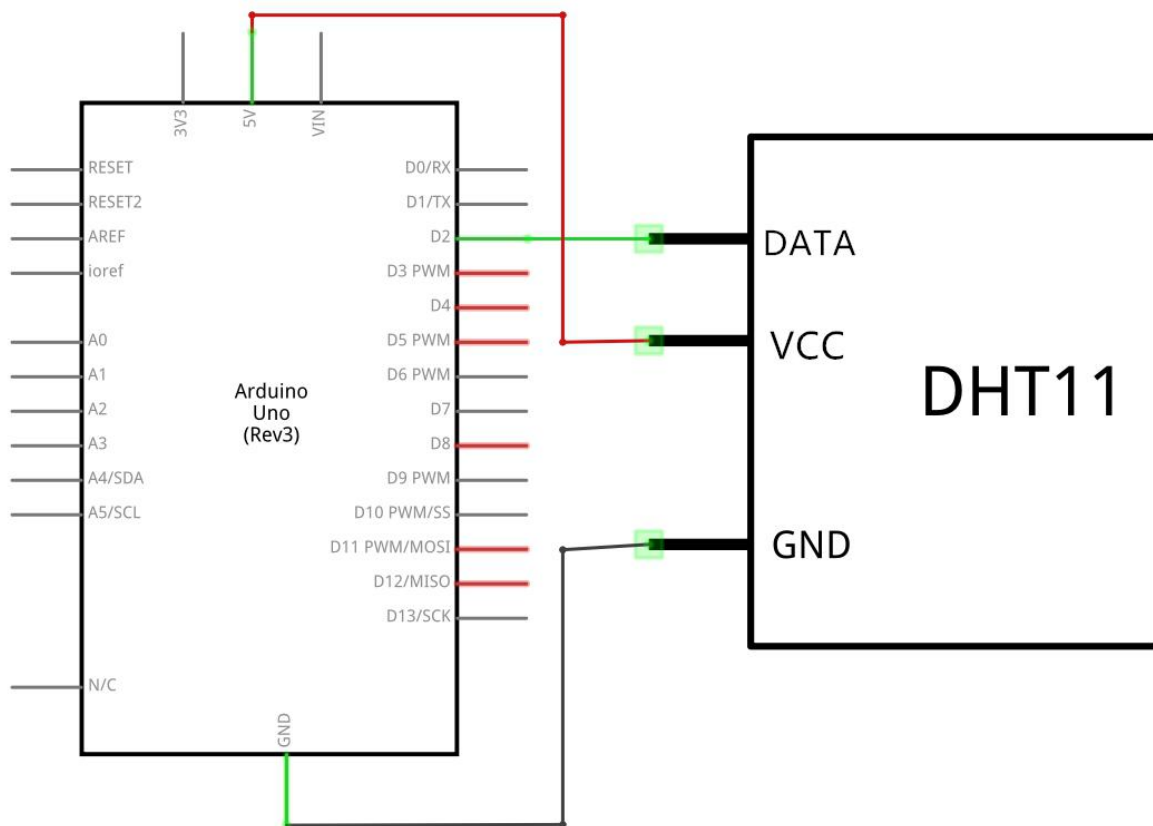 3V3
5V
VIN
RESET
RESET2
AREF
ioref
A0
A1
A2
A3
A4/SDA
A5/SCL
N/C
Arduino
Uno
(Rev3)
D0/RX
D1/TX
D2
D3 PWM
D4
D5 PWM
D6 PWM
D7
D8
D9 PWM
D10 PWM/SS
D11 PWM/MOSI
D12/MISO
D13/SCK
GND
DATA
VCC
DHT11
GND